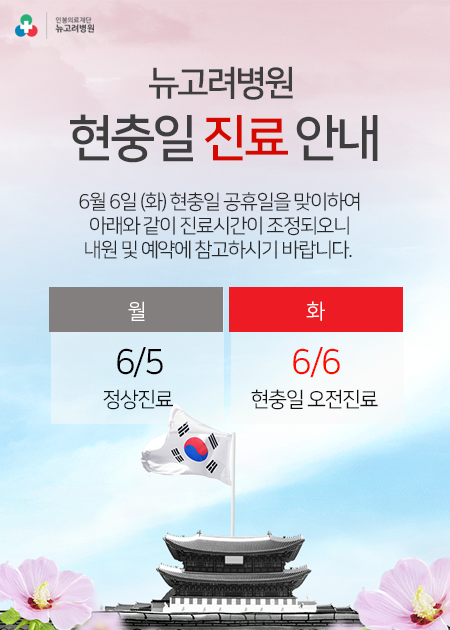 인봉의료재단
뉴고려병원
뉴고려병원
현충일 진료 안내
6월 6일 (화) 현충일 공휴일을 맞이하여
아래와 같이 진료시간이 조정되오니
내원 및 예약에 참고하시기 바랍니다.
월
화
6/5
6/6
정상진료
현충일 오전진료